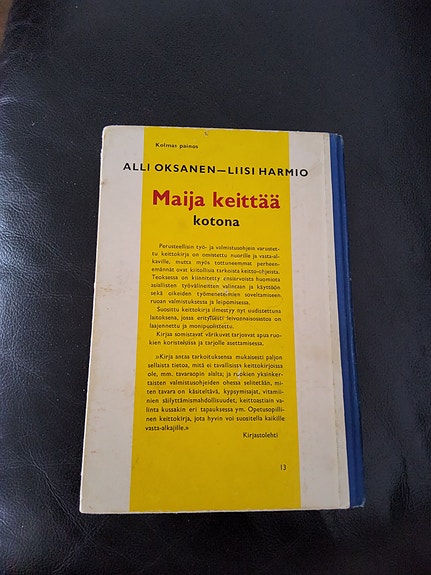 Kolmas painos
ALLI OKSANEN—LIISI HARMIO
Maija keittää
kotona
Perusteellisin työ- ja valmistusohjein varustet-
tu keittokirja on omistettu nuorille ja vasta-al-
kaville, mutta myös tottuneemmat perheen-
emännät ovat kiitollisia tarkoista keitto-ohjeista.
Teoksessa on kiinnitetty ensiarvoista huomiota
asiallisten työvälineitten valintaan ja käyttöön
sekä oikeiden työmenetelmien soveltamiseen
ruoan valmistuksessa ja leipomisessa.
Suosittu keittokirja ilmestyy nyt uudistettuna
laitoksena, jossa erityisesti leivonnaisosastoa on
laajennettu ja monipuolistettu.
Kirjaa somistavat värikuvat tarjoavat apua ruo-
kien koristelussa ja tarjolle asettamisessa.
»Kirja antaa tarkoituksensa mukaisesti paljon
sellaista tietoa, mitä ei tavallisissa keittokirjoissa
ole, mm. tavaraopin alalta; ja ruokien yksinker-
taisten valmistusohjeiden ohessa selitetään, mi-
ten tavaran on käsiteltävä, kypsymisajat, vitamii-
nien säilyttämismahdollisuudet, keittoastiain va-
linta kussakin eri tapauksessa ym. Opetusopilli-
nen keittokirja, jota hyvin voi suositella kaikille
vasta-alkajille.»
Kirjastolehti
13